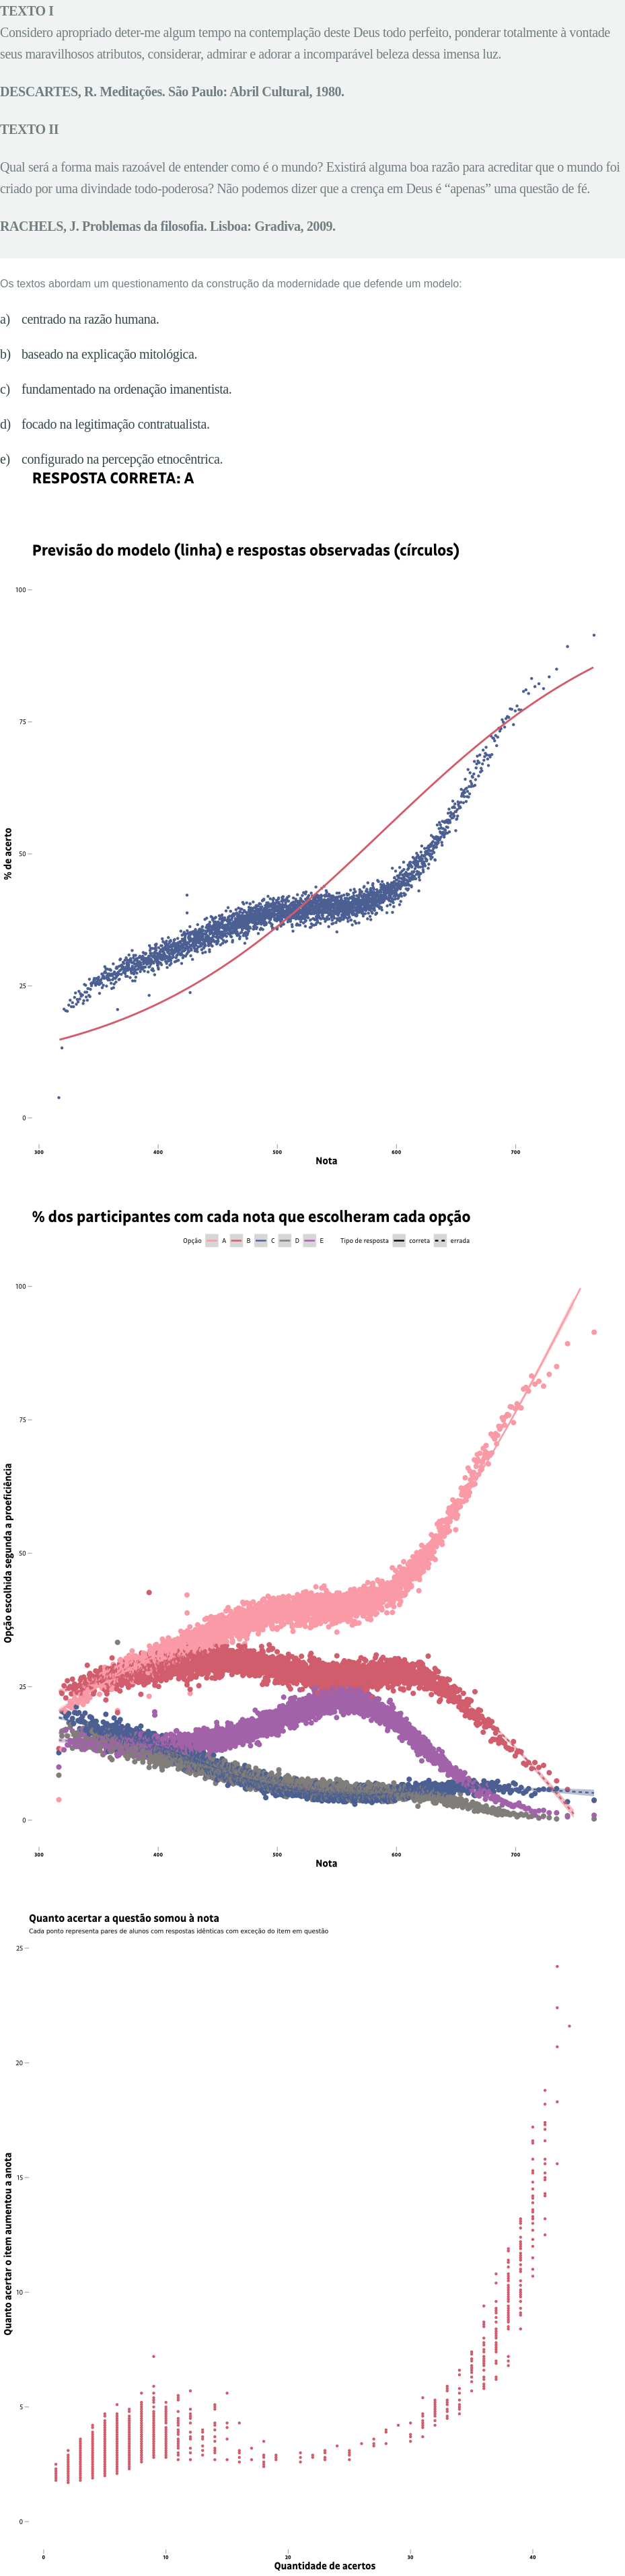 TEXTO I
Considero apropriado deter-me algum tempo na contemplação deste Deus todo perfeito, ponderar totalmente à vontade
seus maravilhosos atributos, considerar, admirar e adorar a incomparável beleza dessa imensa luz.
DESCARTES, R. Meditações. São Paulo: Abril Cultural, 1980.
TEXTO II
Qual será a forma mais razoável de entender como é o mundo? Existirá alguma boa razão para acreditar que o mundo foi
criado por uma divindade todo-poderosa? Não podemos dizer que a crença em Deus é “apenas” uma questão de fé.
RACHELS, J. Problemas da filosofia. Lisboa: Gradiva, 2009.
Os textos abordam um questionamento da construção da modernidade que defende um modelo:
a) centrado na razão humana.
b) baseado na explicação mitológica.
c) fundamentado na ordenação imanentista.
d) focado na legitimação contratualista.
e) configurado na percepção etnocêntrica.
RESPOSTA CORRETA: A
Previsão do modelo (linha) e respostas observadas (círculos)
100
75
50
25
0
% de acerto
300 400 500 600 700
Nota
% dos participantes com cada nota que escolheram cada opção
Opção A B C D E Tipo de resposta correta errada
100
75
50
25
0
Opção escolhida segunda a proeficiência
300 400 500 600 700
Nota
Quanto acertar a questão somou à nota
Cada ponto representa pares de alunos com respostas idênticas com exceção do item em questão
25
20
15
10
5
0
Quanto acertar o item aumentou a anota
0 10 20 30 40
Quantidade de acertos